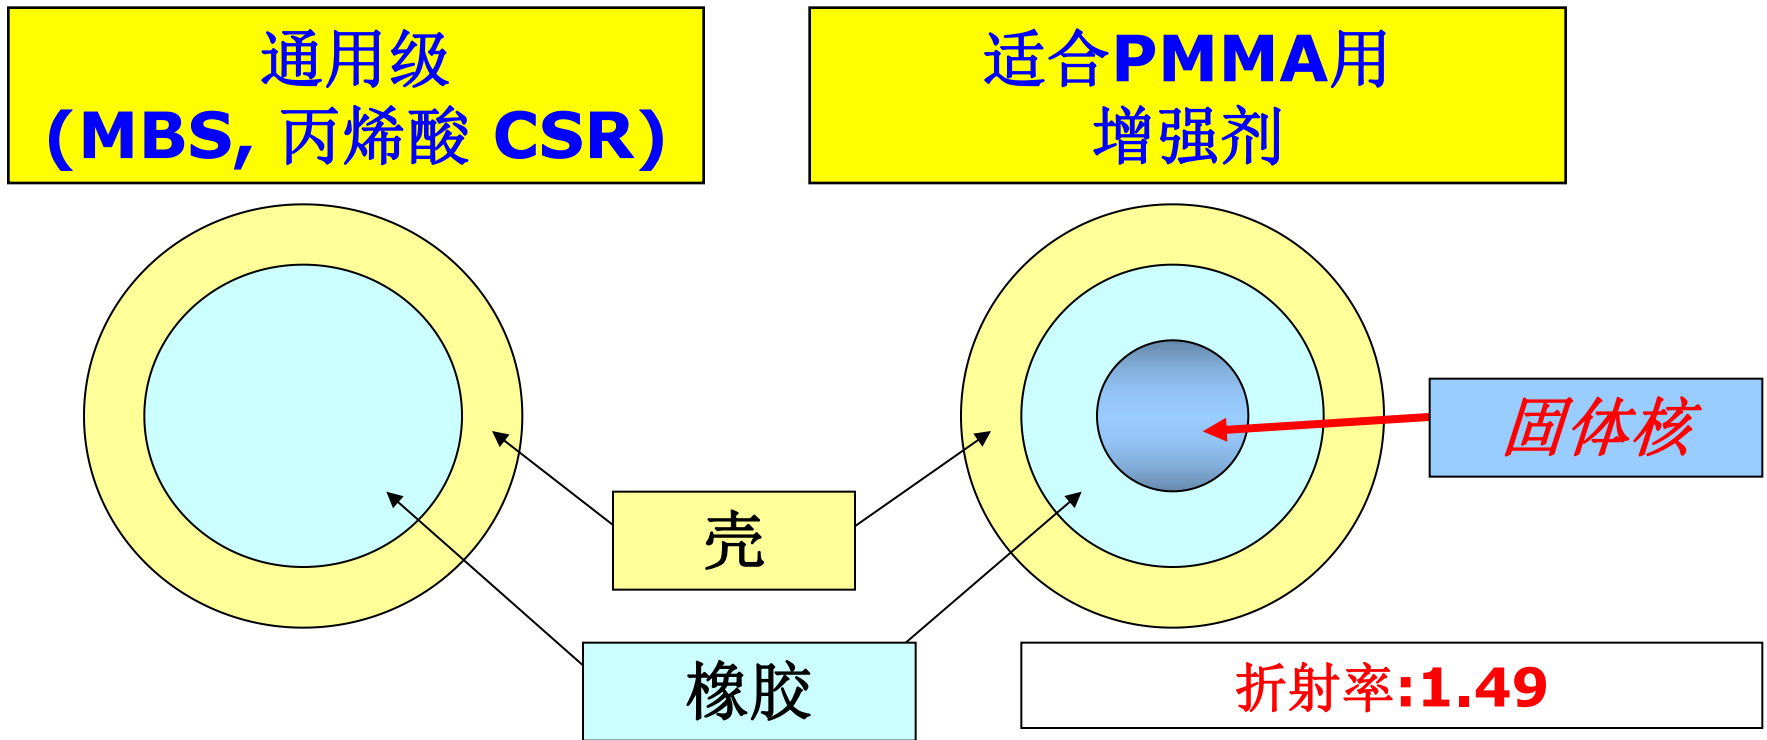 通用级
(MBS, 丙烯酸 CSR)
适合PMMA用
增强剂
固体核
壳
橡胶
折射率:1.49